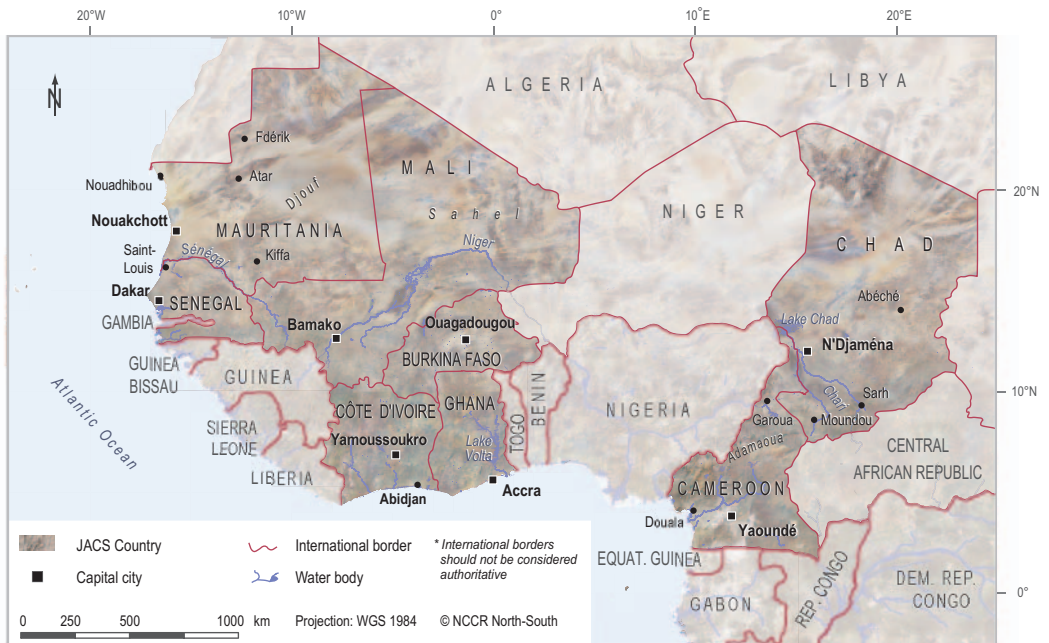 20°W
10°W
0°
10°E
20°E
N
ALGERIA
LIBYA
Fdérik
MALI
Nouadhibou
Atar
Djouf
20°N
Nouakchott
MAURITANIA
Sahel
NIGER
CHAD
Saint-
Louis
Sénégal
Kiffa
Niger
Dakar
SENEGAL
Abéché
GAMBIA
Bamako
Ouagadougou
Lake Chad
N'Djaména
GUINEA
BISSAU
GUINEA
BURKINA FASO
10°N
Atlantic Ocean
SIERRA
LEONE
CÔTE D'IVOIRE
GHANA
TOGO
BENIN
NIGERIA
Garoua
Chari
Sarh
Moundou
Yamoussoukro
Lake
Volta
Adamaoua
CENTRAL
AFRICAN REPUBLIC
LIBERIA
Abidjan
Accra
CAMEROON
Douala
Yaoundé
EQUAT. GUINEA
GABON
REP. CONGO
DEM. REP.
CONGO
0°
JACS Country
International border
* International borders
should not be considered
authoritative
Capital city
Water body
0 250 500 1000 km
Projection: WGS 1984
© NCCR North-South